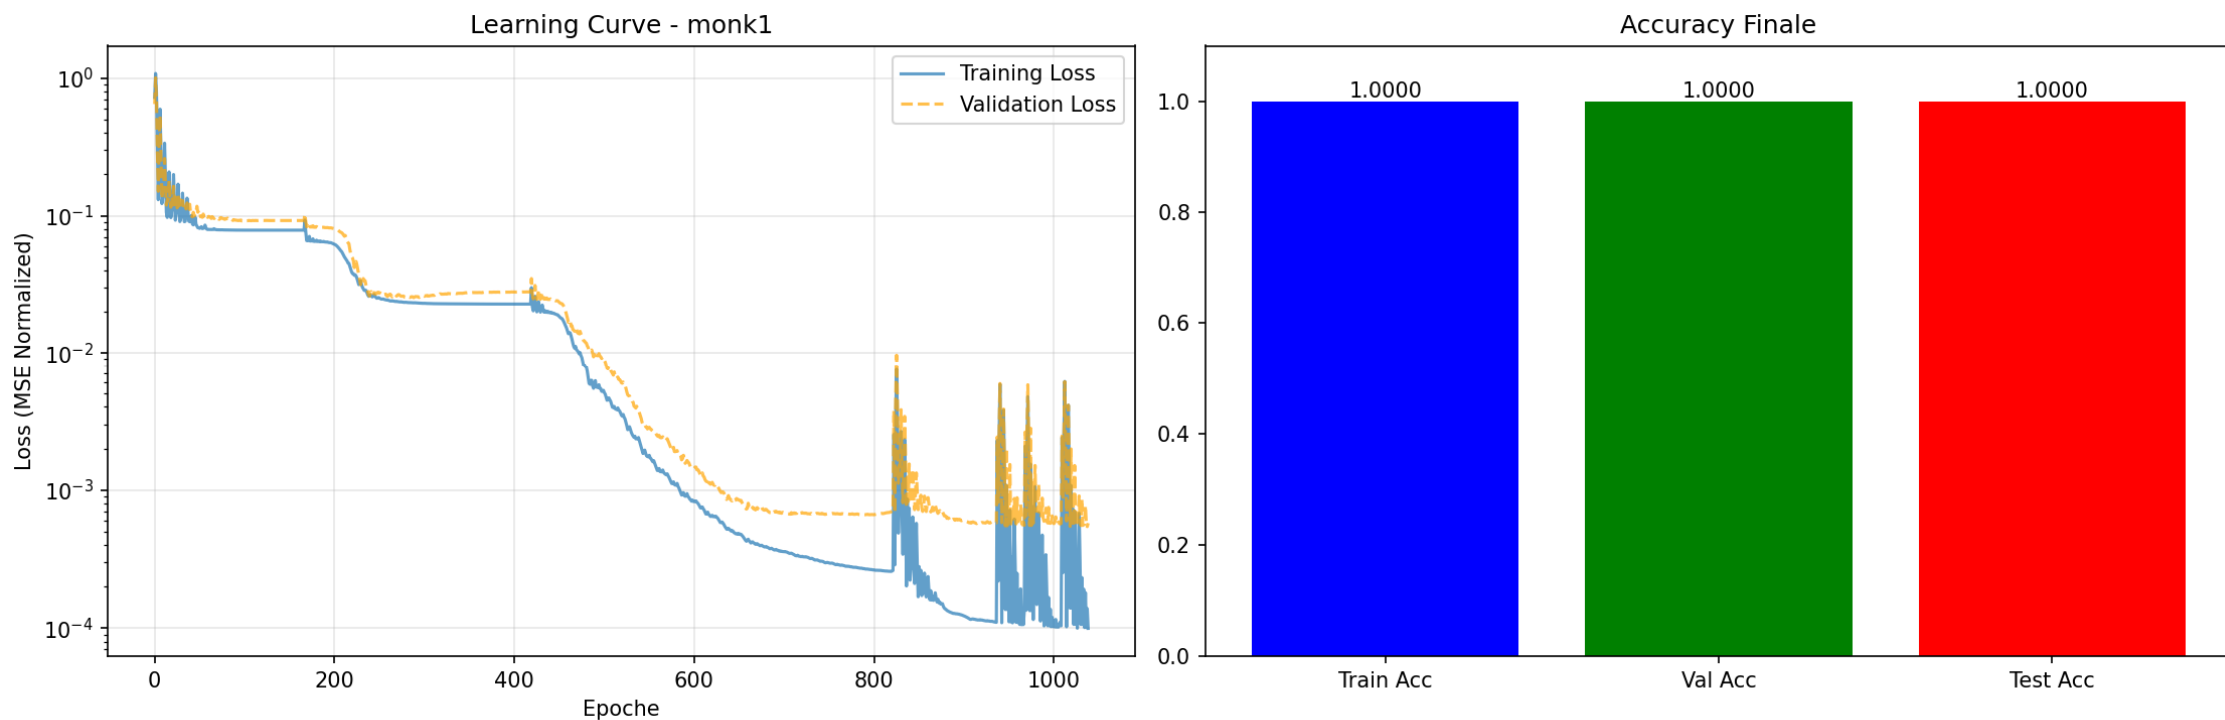 Learning Curve - monk1
Training Loss
Validation Loss
Loss (MSE Normalized)
10^0
10^-1
10^-2
10^-3
10^-4
0 200 400 600 800 1000
Epoche
Accuracy Finale
1.0000 1.0000 1.0000
1.0
0.8
0.6
0.4
0.2
0.0
Train Acc Val Acc Test Acc